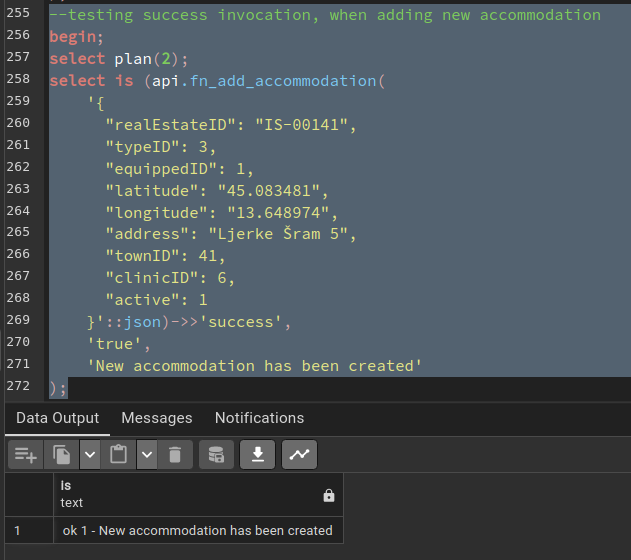 255 --testing success invocation, when adding new accommodation
256 begin;
257 select plan(2);
258 select is (api.fn_add_accommodation(
259 '{
260 "realEstateID": "IS-00141",
261 "typeID": 3,
262 "equippedID": 1,
263 "latitude": "45.083481",
264 "longitude": "13.648974",
265 "address": "Ljerke Šram 5",
266 "townID": 41,
267 "clinicID": 6,
268 "active": 1
269 }'::json)->>'success',
270 'true',
271 'New accommodation has been created'
272 );
Data Output Messages Notifications
is
text
1 ok 1 - New accommodation has been created